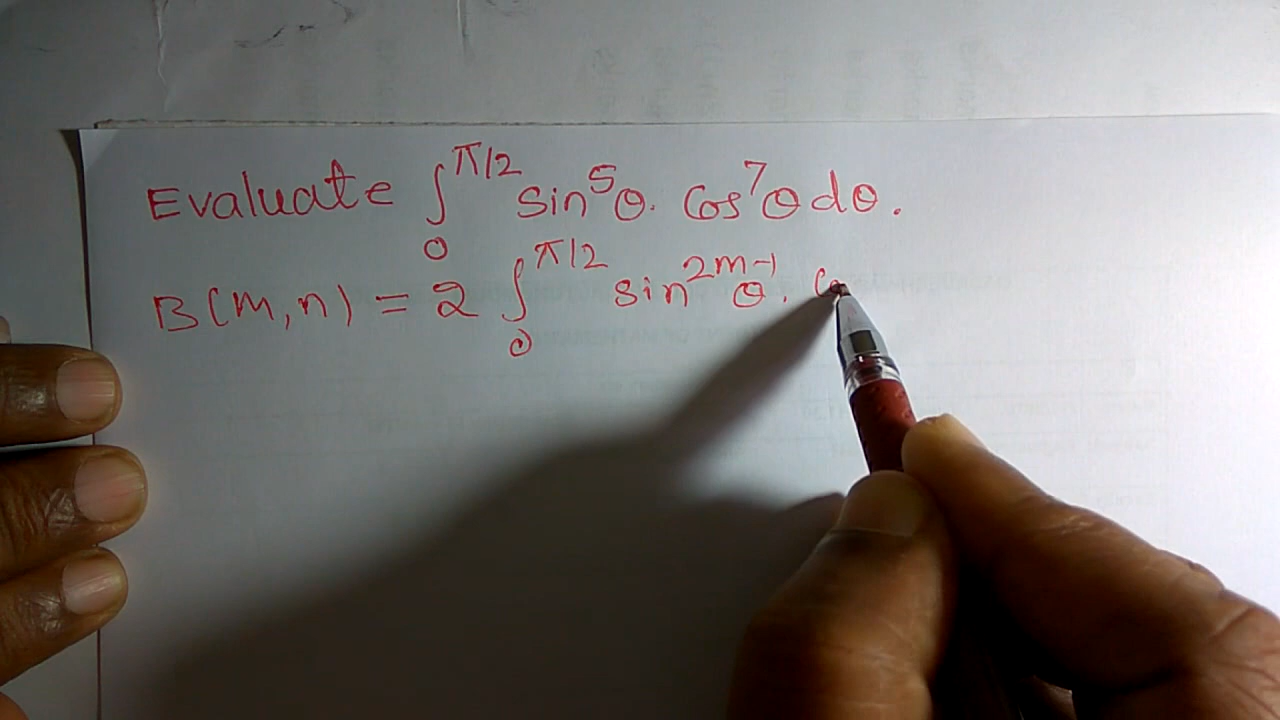 Evaluate ∫₀^π/2 sin⁵θ. cos⁷θ dθ.
B(m,n) = 2 ∫₀^π/2 sin^2m-1 θ. co